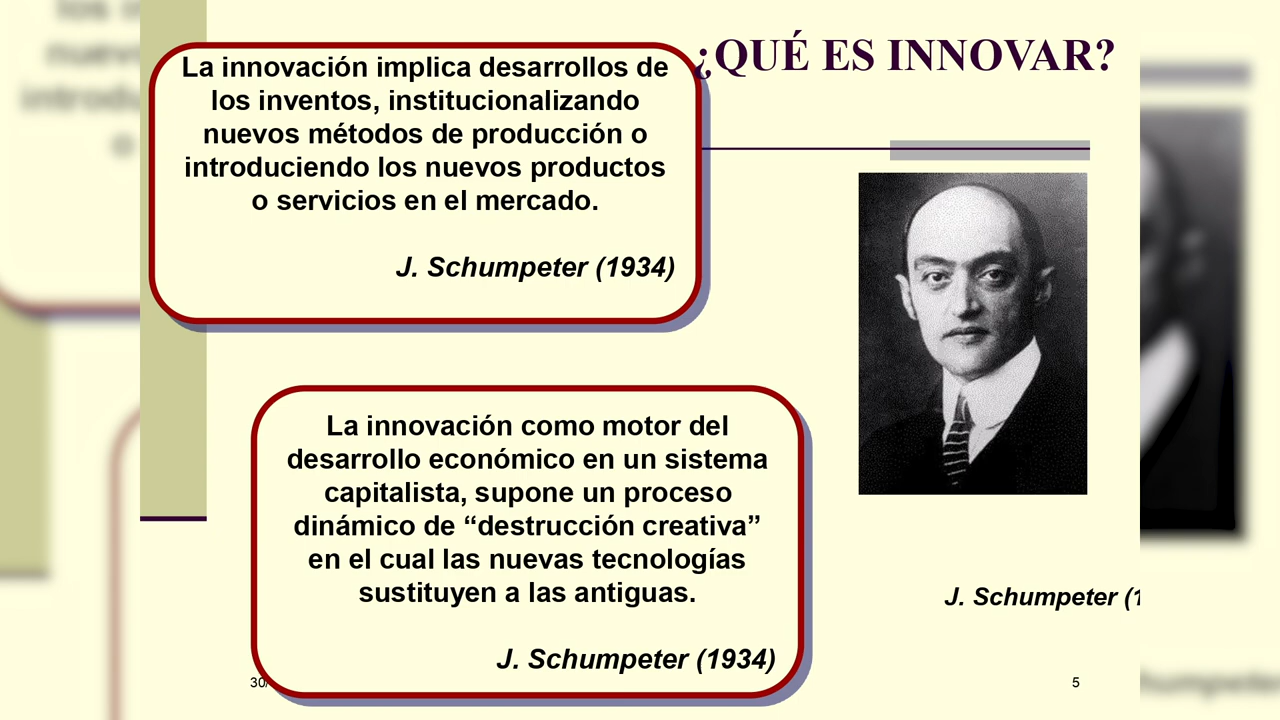 ¿QUÉ ES INNOVAR?
La innovación implica desarrollos de
los inventos, institucionalizando
nuevos métodos de producción o
introduciendo los nuevos productos
o servicios en el mercado.
J. Schumpeter (1934)
La innovación como motor del
desarrollo económico en un sistema
capitalista, supone un proceso
dinámico de “destrucción creativa”
en el cual las nuevas tecnologías
sustituyen a las antiguas.
J. Schumpeter (1934)
J. Schumpeter (1
30/
5